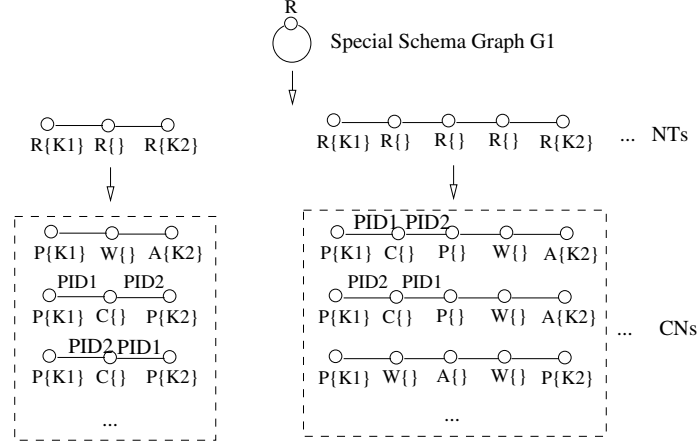 R
Special Schema Graph G1
R{K1} R{} R{K2}
R{K1} R{} R{} R{} R{K2}
... NTs
P{K1} W{} A{K2}
PID1 PID2
P{K1} C{} P{K2}
PID2 PID1
P{K1} C{} P{K2}
...
PID1 PID2
P{K1} C{} P{} W{} A{K2}
PID2 PID1
P{K1} C{} P{} W{} A{K2}
P{K1} W{} A{} W{} P{K2}
...
... CNs